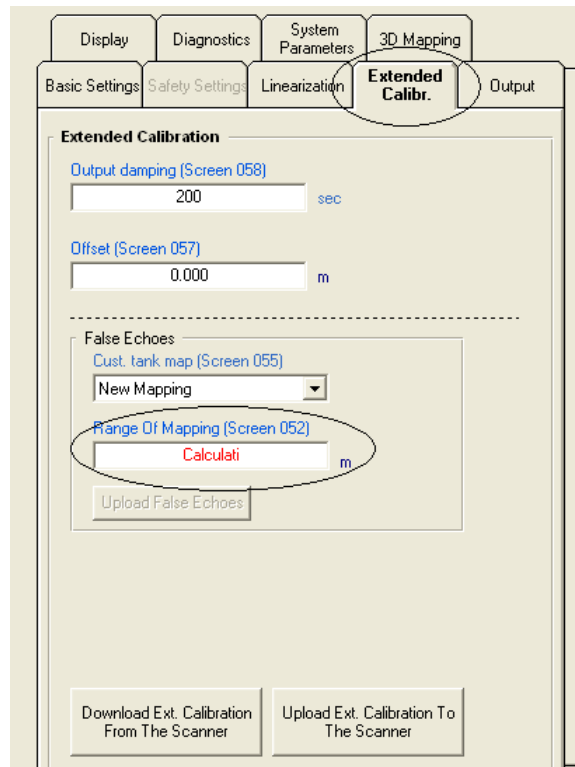 Display
Diagnostics
System
Parameters
3D Mapping
Basic Settings
Safety Settings
Linearization
Extended
Calibr.
Output
Extended Calibration
Output damping (Screen 058)
200
sec
Offset (Screen 057)
0.000
m
False Echoes
Cust. tank map (Screen 055)
New Mapping
Range Of Mapping (Screen 052)
Calculati
m
Upload False Echoes
Download Ext. Calibration
From The Scanner
Upload Ext. Calibration To
The Scanner